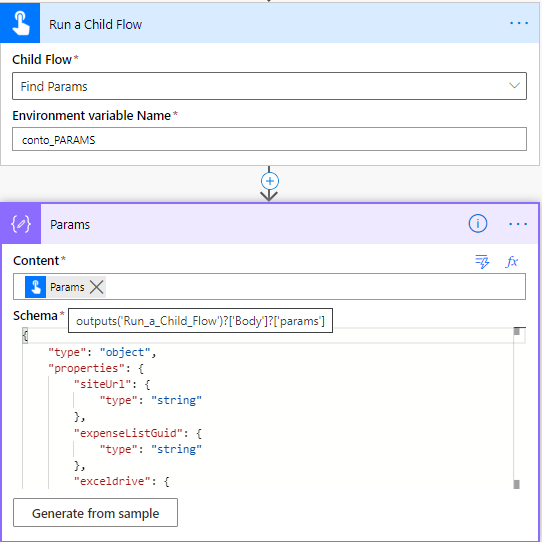 Run a Child Flow
Child Flow*
Find Params
Environment variable Name*
conto_PARAMS
Params
Content*
fx
Params
Schema*
outputs('Run_a_Child_Flow')?['Body']?['params']
{
"type": "object",
"properties": {
"siteUrl": {
"type": "string"
},
"expenseListGuid": {
"type": "string"
},
"exceldrive": {
Generate from sample